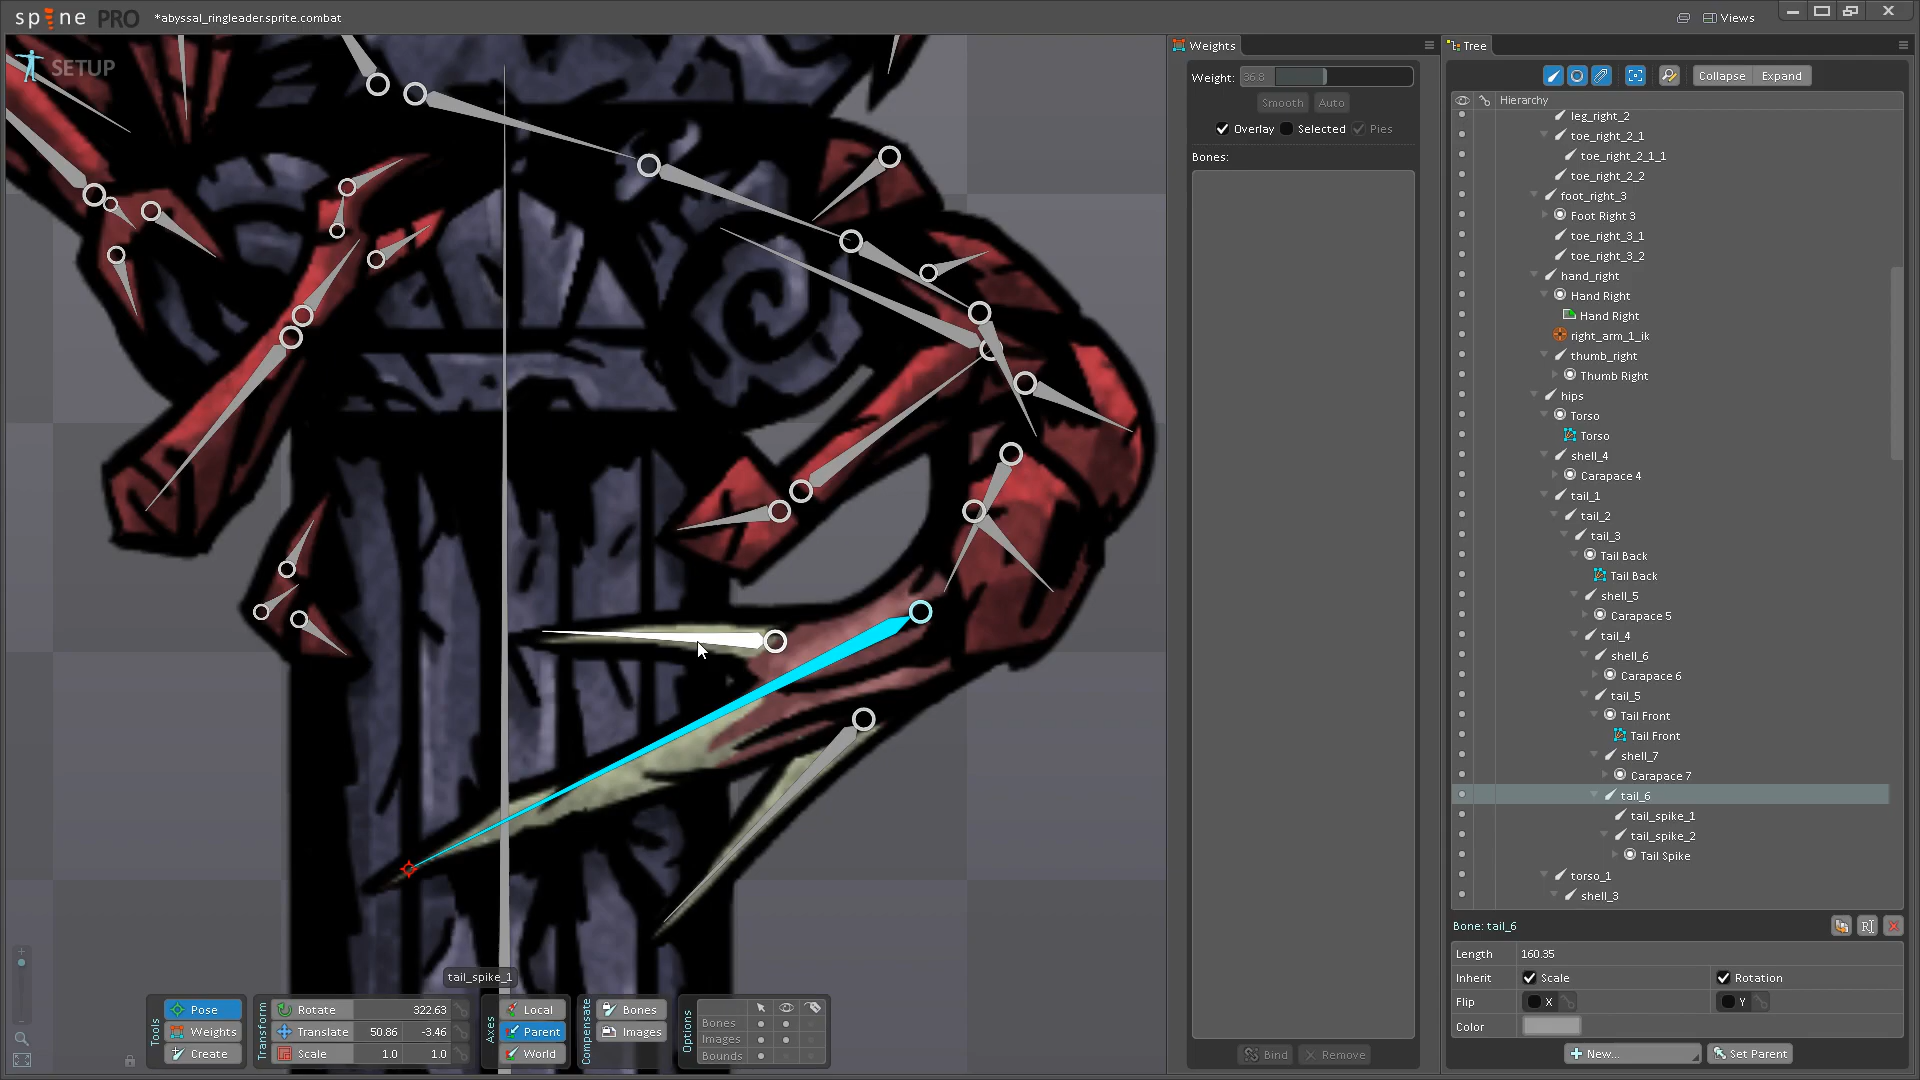 spine PRO
*abyssal_ringleader.sprite.combat
Views
SETUP
Weights
Weight: 36.8
Smooth Auto
Overlay Selected Pies
Bones:
Bind Remove
Tree
Collapse Expand
Hierarchy
leg_right_2
toe_right_2_1
toe_right_2_1_1
toe_right_2_2
foot_right_3
Foot Right 3
toe_right_3_1
toe_right_3_2
hand_right
Hand Right
Hand Right
right_arm_1_ik
thumb_right
Thumb Right
hips
Torso
Torso
shell_4
Carapace 4
tail_1
tail_2
tail_3
Tail Back
Tail Back
shell_5
Carapace 5
tail_4
shell_6
Carapace 6
tail_5
Tail Front
Tail Front
shell_7
Carapace 7
tail_6
tail_spike_1
tail_spike_2
Tail Spike
torso_1
shell_3
Bone: tail_6
Length 160.35
Inherit Scale Rotation
Flip X Y
Color
New... Set Parent
tail_spike_1
Tools
Pose
Weights
Create
Transform
Rotate 322.63
Translate 50.86 -3.46
Scale 1.0 1.0
Axes
Local
Parent
World
Compensate
Bones
Images
Options
Bones
Images
Bounds